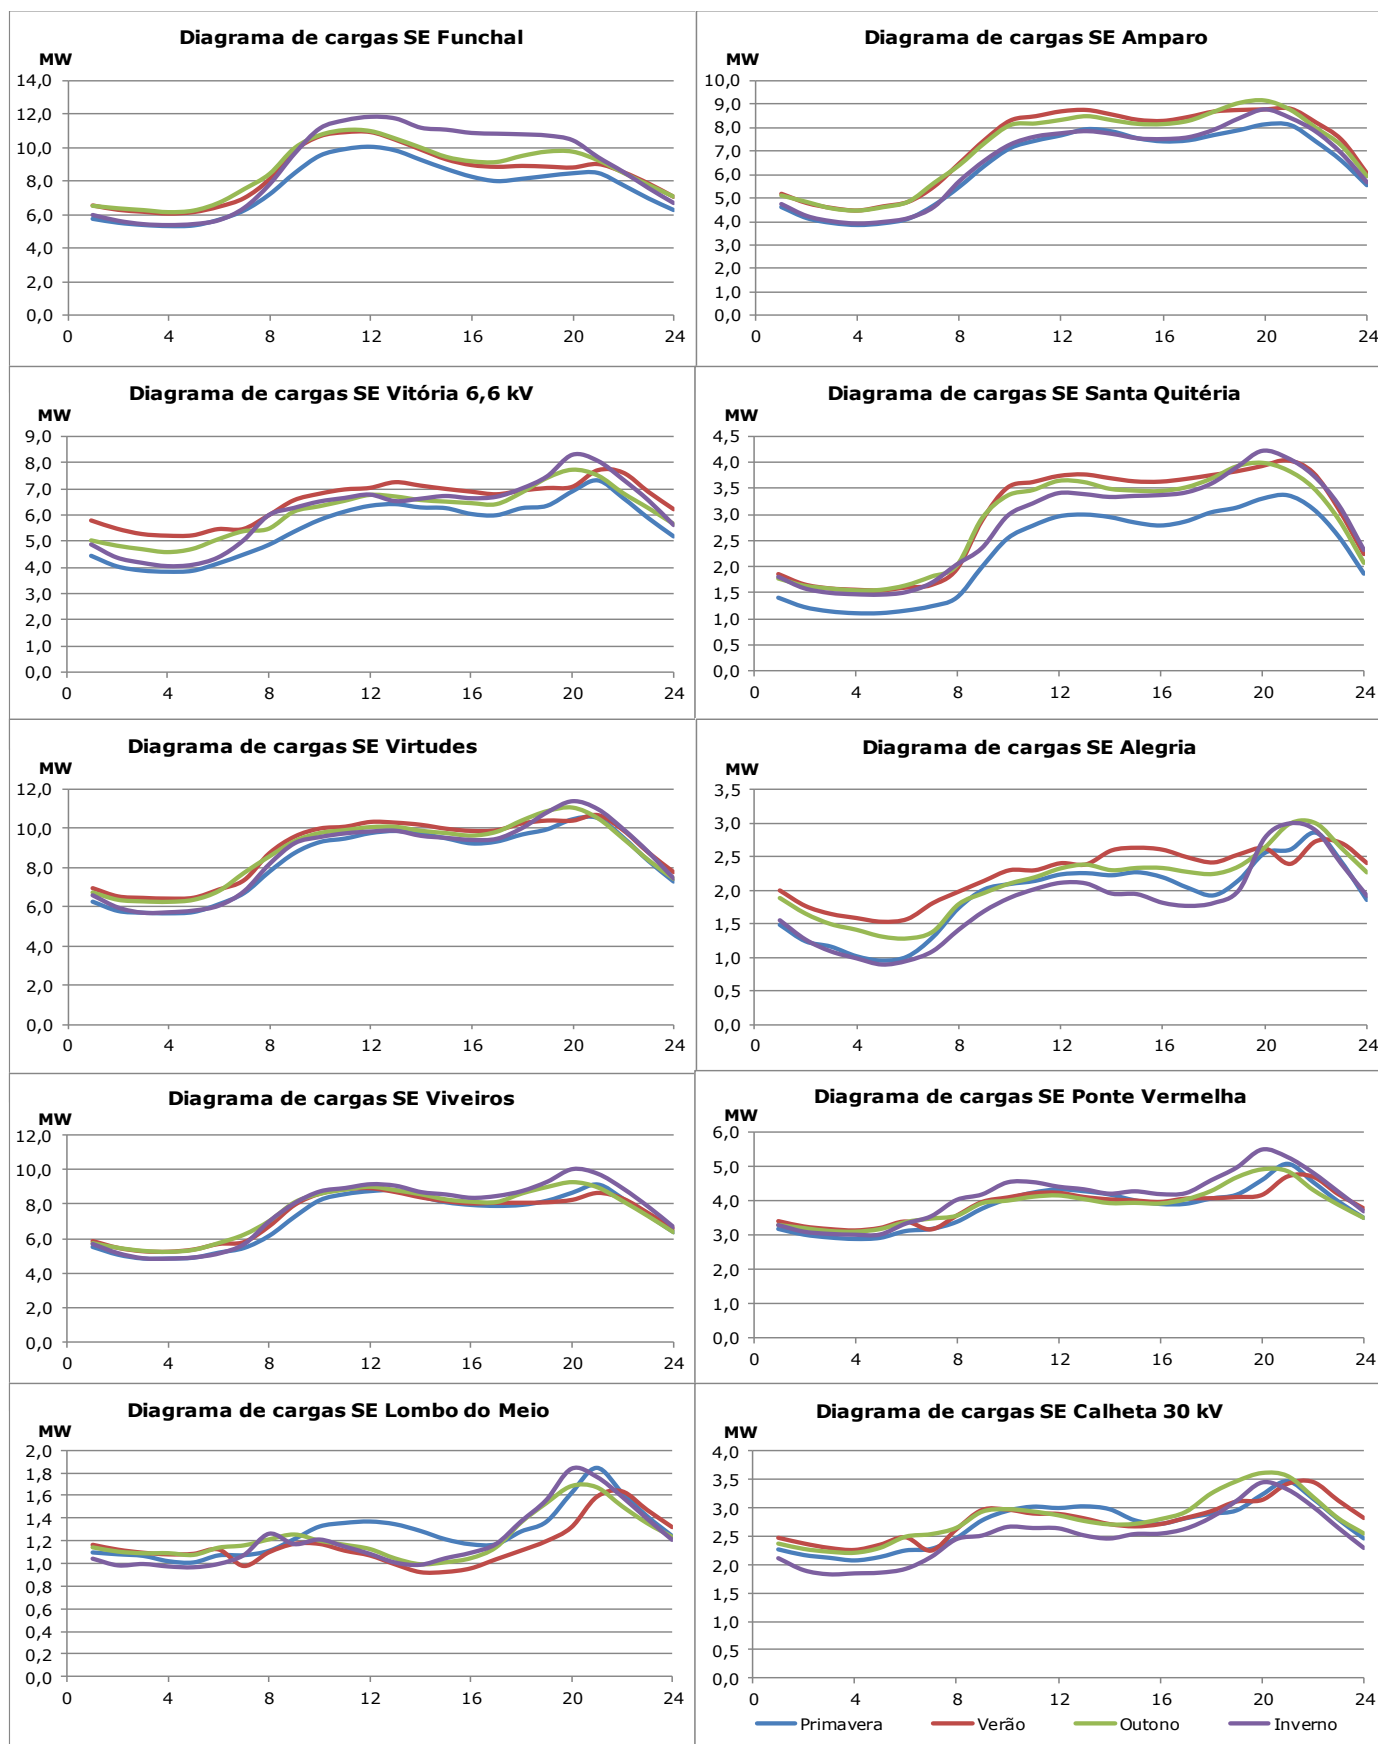 Diagrama de cargas SE Funchal
MW
14,0
12,0
10,0
8,0
6,0
4,0
2,0
0,0
0 4 8 12 16 20 24
Diagrama de cargas SE Amparo
MW
10,0
9,0
8,0
7,0
6,0
5,0
4,0
3,0
2,0
1,0
0,0
0 4 8 12 16 20 24
Diagrama de cargas SE Vitória 6,6 kV
MW
9,0
8,0
7,0
6,0
5,0
4,0
3,0
2,0
1,0
0,0
0 4 8 12 16 20 24
Diagrama de cargas SE Santa Quitéria
MW
4,5
4,0
3,5
3,0
2,5
2,0
1,5
1,0
0,5
0,0
0 4 8 12 16 20 24
Diagrama de cargas SE Virtudes
MW
12,0
10,0
8,0
6,0
4,0
2,0
0,0
0 4 8 12 16 20 24
Diagrama de cargas SE Alegria
MW
3,5
3,0
2,5
2,0
1,5
1,0
0,5
0,0
0 4 8 12 16 20 24
Diagrama de cargas SE Viveiros
MW
12,0
10,0
8,0
6,0
4,0
2,0
0,0
0 4 8 12 16 20 24
Diagrama de cargas SE Ponte Vermelha
MW
6,0
5,0
4,0
3,0
2,0
1,0
0,0
0 4 8 12 16 20 24
Diagrama de cargas SE Lombo do Meio
MW
2,0
1,8
1,6
1,4
1,2
1,0
0,8
0,6
0,4
0,2
0,0
0 4 8 12 16 20 24
Diagrama de cargas SE Calheta 30 kV
MW
4,0
3,5
3,0
2,5
2,0
1,5
1,0
0,5
0,0
0 4 8 12 16 20 24
Primavera Verão Outono Inverno